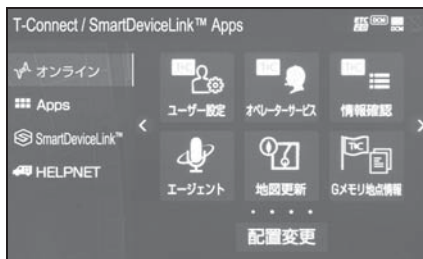 T-Connect / SmartDeviceLink™ Apps
オンライン
Apps
SmartDeviceLink™
HELPNET
T-C
ユーザー設定
T-C
オペレーターサービス
T-C
情報確認
エージェント
地図更新
T-C
Gメモリ地点情報
配置変更